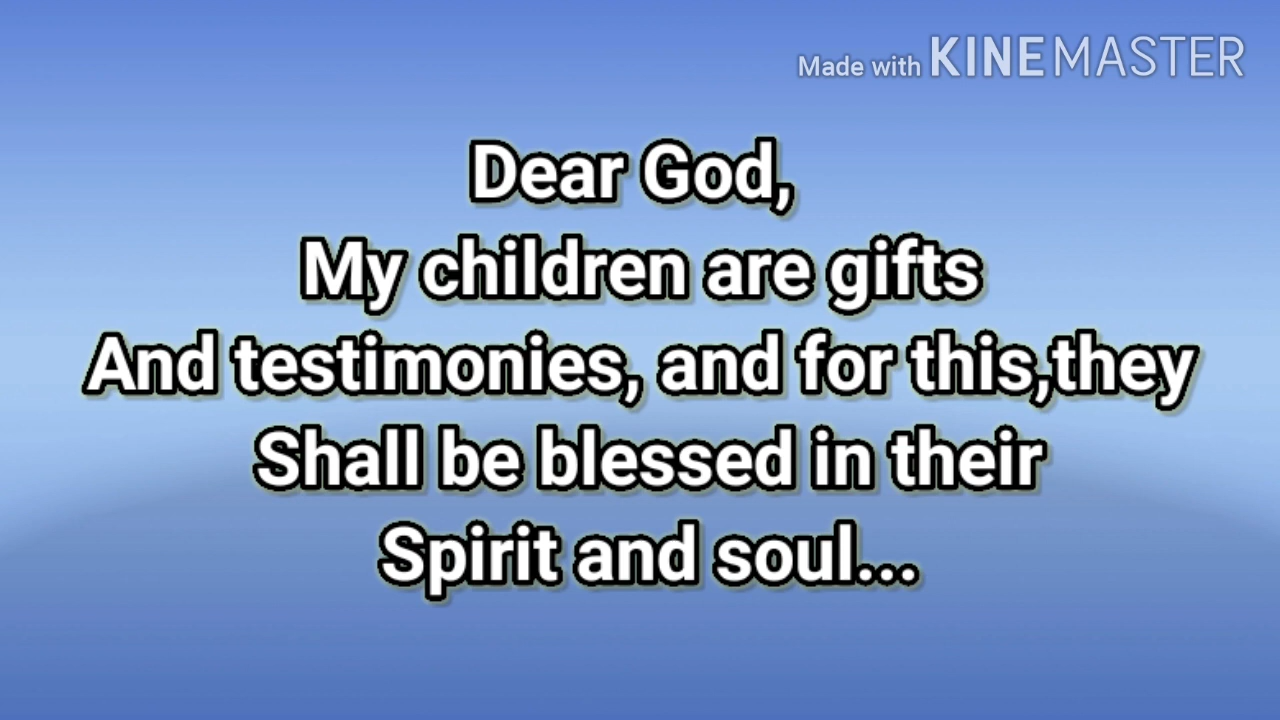 Made with KINEMASTER
Dear God,
My children are gifts
And testimonies, and for this,they
Shall be blessed in their
Spirit and soul...